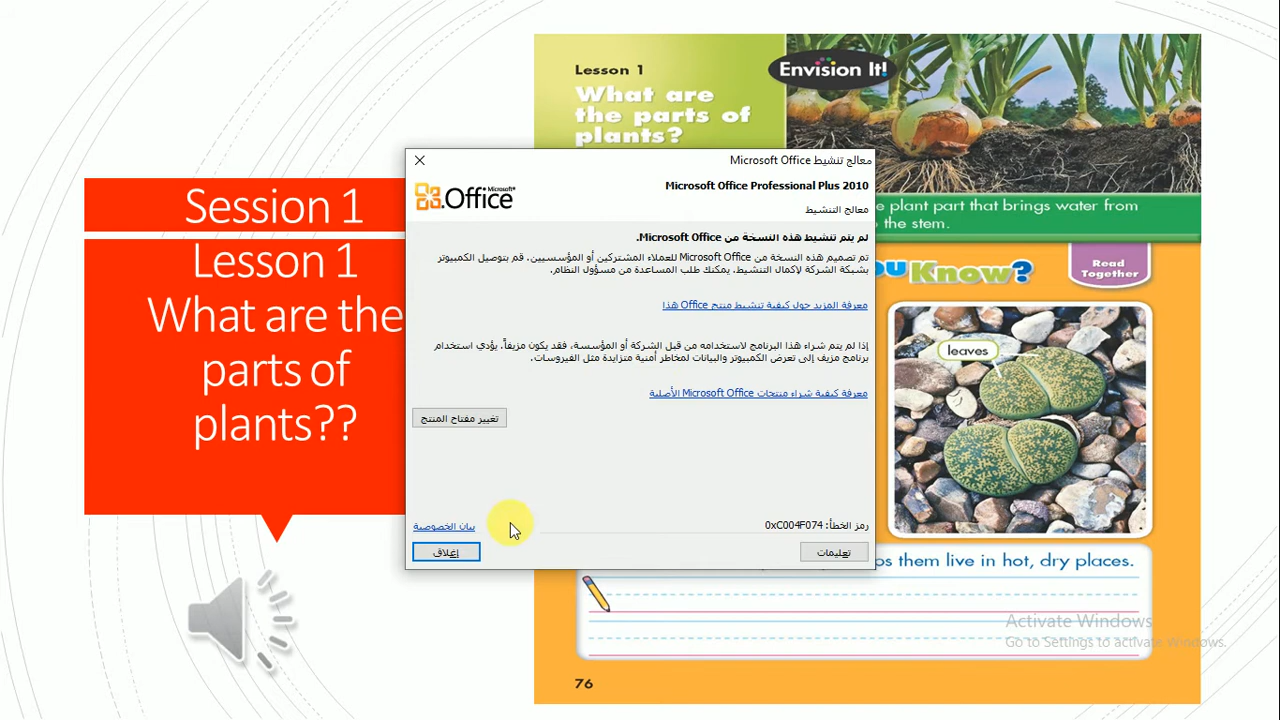 Session 1
Lesson 1
What are the
parts of
plants??
Lesson 1
What are
the parts of
plants?
Envision It!
plant part that brings water from
the stem.
Know?
Read
Together
leaves
them live in hot, dry places.
76
معالج تنشيط Microsoft Office
Microsoft Office Professional Plus 2010
معالج التنشيط
Microsoft Office
لم يتم تنشيط هذه النسخة من Microsoft Office.
تم تصميم هذه النسخة من Microsoft Office للعملاء المشتركين أو المؤسسيين. قم بتوصيل الكمبيوتر
بشبكة الشركة لإكمال التنشيط. يمكنك طلب المساعدة من مسؤول النظام.
معرفة المزيد حول كيفية تنشيط منتج Office هذا
إذا لم يتم شراء هذا البرنامج لاستخدامه من قبل الشركة أو المؤسسة، فقد يكون مزيفاً. يؤدي استخدام
برنامج مزيف إلى تعرض الكمبيوتر والبيانات لمخاطر أمنية متزايدة مثل الفيروسات.
معرفة كيفية شراء منتجات Microsoft Office الأصلية
تغيير مفتاح المنتج
رمز الخطأ: 0xC004F074
بيان الخصوصية
إغلاق
تعليمات
Activate Windows
Go to Settings to activate Windows.